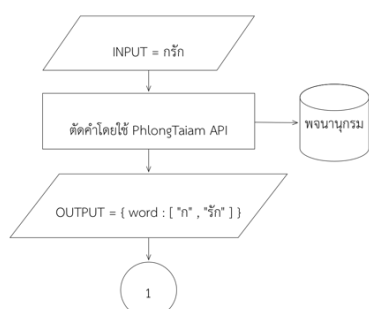 INPUT = กรัก
ตัดคำโดยใช้ PhlongTaiam API
พจนานุกรม
OUTPUT = { word : [ "ก" , "รัก" ] }
1